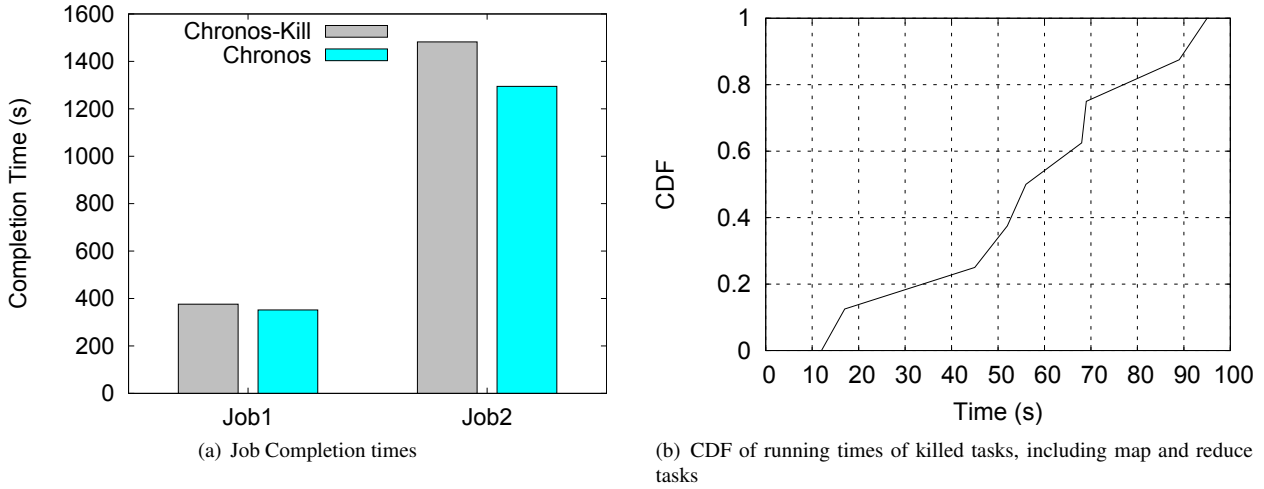 1600
1400
1200
1000
800
600
400
200
0
Completion Time (s)
Chronos-Kill
Chronos
Job1
Job2
(a) Job Completion times
1
0.8
0.6
0.4
0.2
0
CDF
0 10 20 30 40 50 60 70 80 90 100
Time (s)
(b) CDF of running times of killed tasks, including map and reduce
tasks